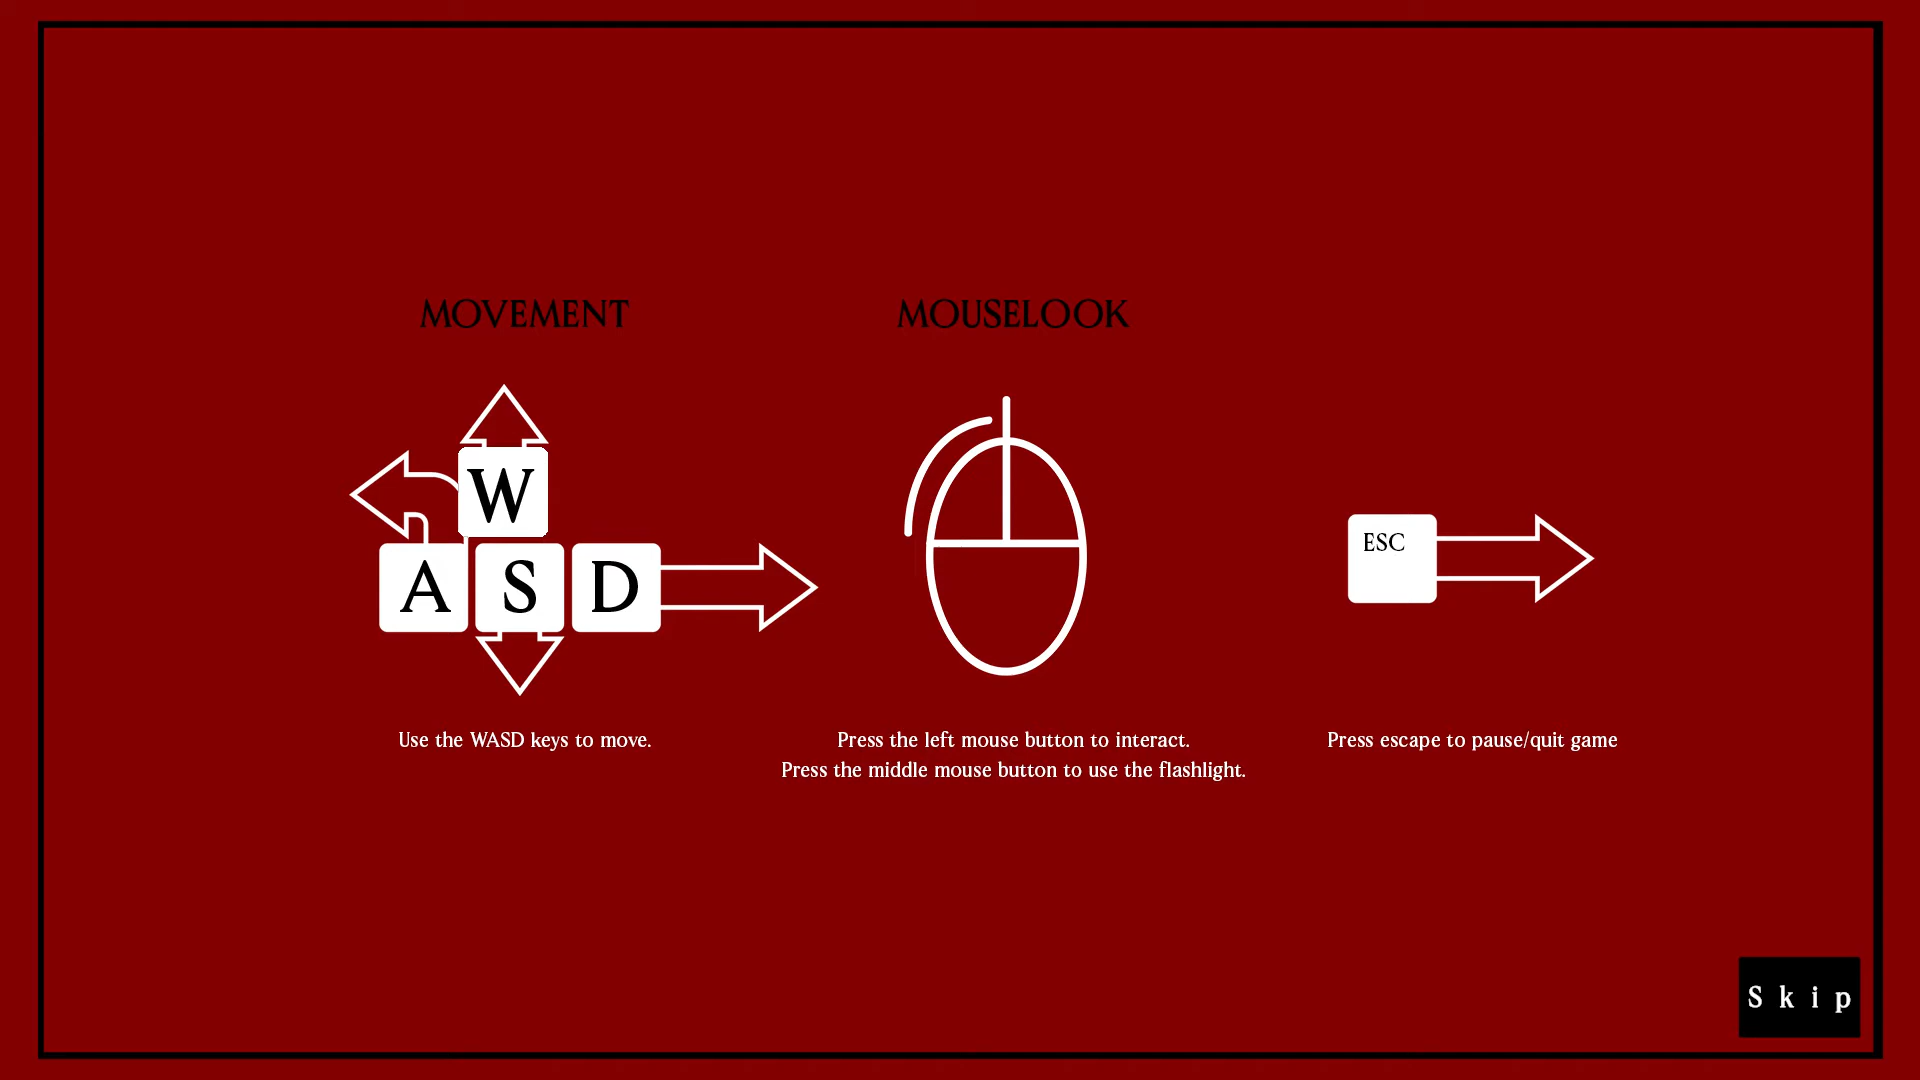 MOVEMENT
MOUSELOOK
W
A S D
ESC
Use the WASD keys to move.
Press the left mouse button to interact.
Press the middle mouse button to use the flashlight.
Press escape to pause/quit game
Skip